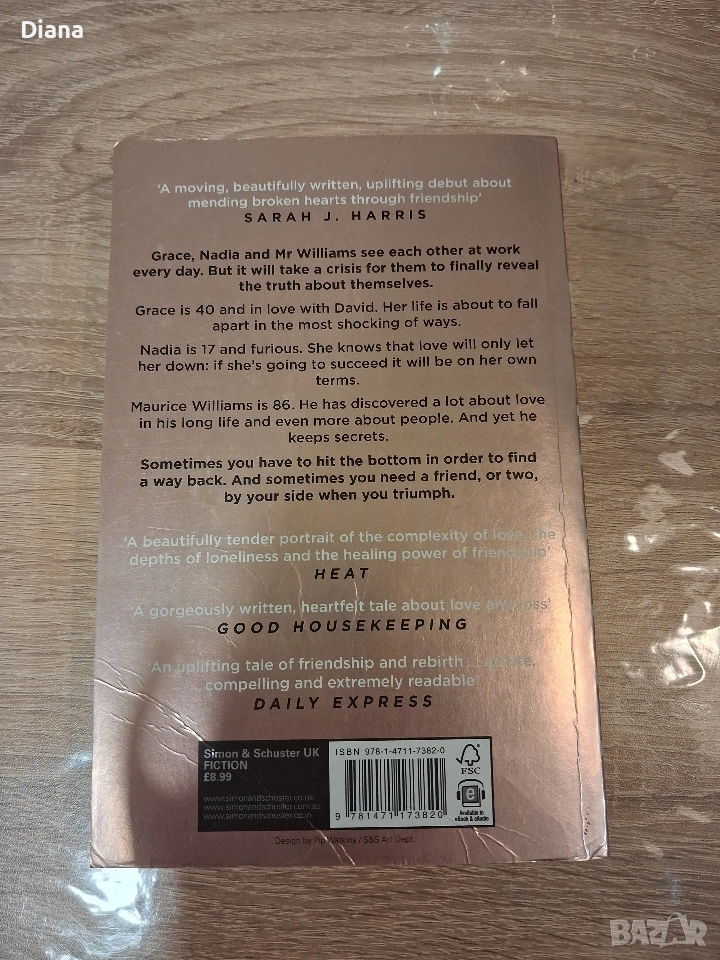 Diana
‘A moving, beautifully written, uplifting debut about
mending broken hearts through friendship’
SARAH J. HARRIS
Grace, Nadia and Mr Williams see each other at work
every day. But it will take a crisis for them to finally reveal
the truth about themselves.
Grace is 40 and in love with David. Her life is about to fall
apart in the most shocking of ways.
Nadia is 17 and furious. She knows that love will only let
her down: if she's going to succeed it will be on her own
terms.
Maurice Williams is 86. He has discovered a lot about love
in his long life and even more about people. And yet he
keeps secrets.
Sometimes you have to hit the bottom in order to find
a way back. And sometimes you need a friend, or two,
by your side when you triumph.
‘A beautifully tender portrait of the complexity of love, the
depths of loneliness and the healing power of friendship’
HEAT
‘A gorgeously written, heartfelt tale about love and loss’
GOOD HOUSEKEEPING
‘An uplifting tale of friendship and rebirth ...
compelling and extremely readable’
DAILY EXPRESS
Simon & Schuster UK
FICTION
£8.99
www.simonandschuster.co.uk
www.simonandschuster.com.au
www.simonandschuster.co.in
ISBN 978-1-4711-7382-0
9 781471 173820
FSC
e
Available in
eBook & eAudio
Design by Pip Watkins / S&S Art Dept.
BAZAR